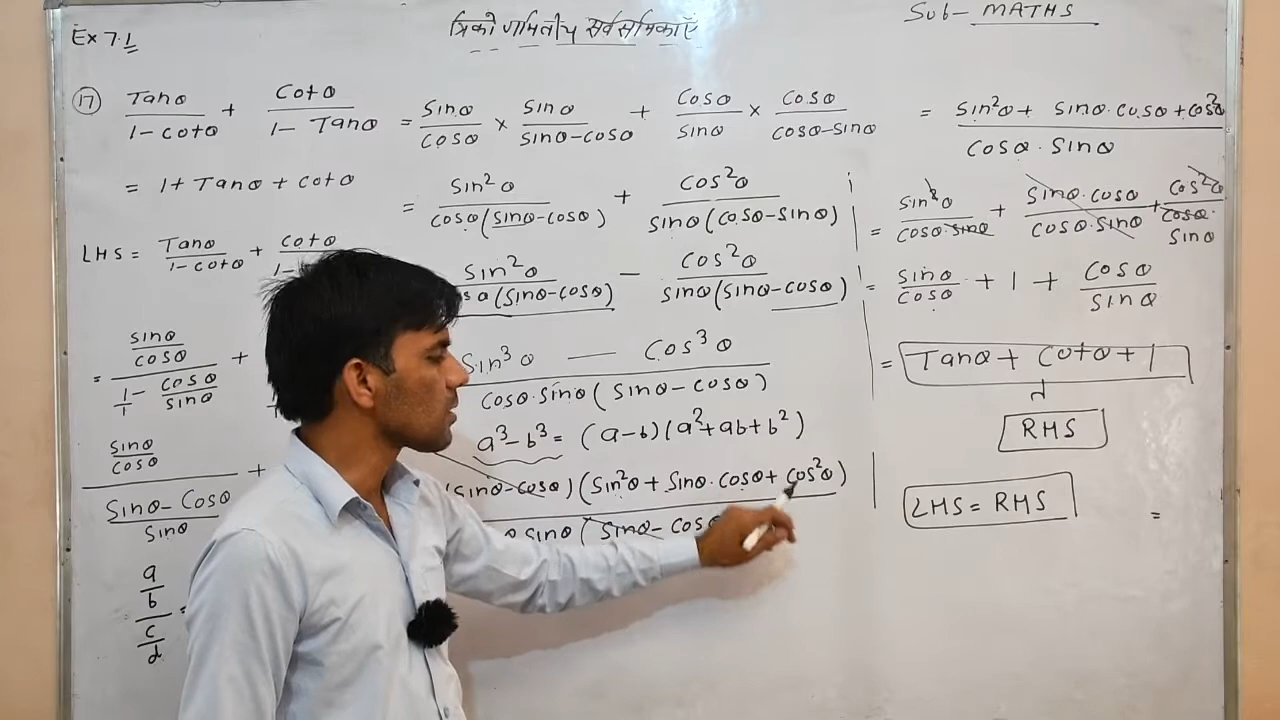 Ex 7.1
त्रिकोणमितीय सर्वसमिकाएँ
Sub- MATHS
(17) Tanθ/(1-cotθ) + Cotθ/(1- Tanθ)
= 1+ Tanθ + cotθ
LHS = Tanθ/(1-cotθ) + cotθ/1-
= (sinθ/cosθ)/(1/1 - cosθ/sinθ) +
(sinθ/cosθ)/((Sinθ- Cosθ)/sinθ) +
(a/b)/(c/d) =
= sinθ/cosθ × sinθ/(sinθ-cosθ) + cosθ/sinθ × cosθ/(cosθ-sinθ)
= sin²θ/(cosθ(sinθ-cosθ)) + cos²θ/(sinθ(cosθ-sinθ))
sin²θ/(sθ(sinθ-cosθ)) - cos²θ/(sinθ(sinθ-cosθ))
(Sin³θ — Cos³θ)/(cosθ.sinθ(sinθ-cosθ))
a³-b³ = (a-b)(a²+ab+b²)
(sinθ-cosθ)(sin²θ + sinθ.cosθ + cos²θ)/(sinθ(sinθ- cosθ
= (sin²θ + sinθ.cosθ + cos²θ)/(cosθ. sinθ)
= sin²θ/(cosθ.sinθ) + (sinθ.cosθ)/(cosθ.sinθ) + cos²θ/(cosθ.sinθ)
= sinθ/cosθ + 1 + cosθ/sinθ
= Tanθ + Cotθ + 1
RHS
LHS = RHS
=